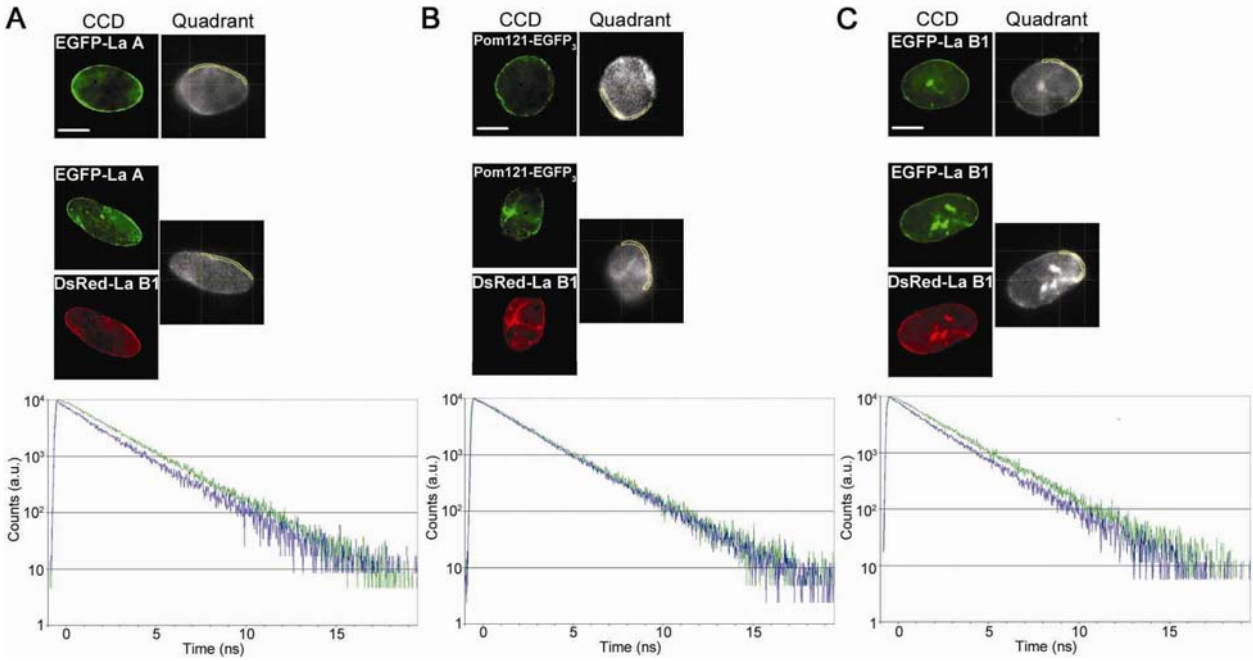 A
CCD Quadrant
EGFP-La A
EGFP-La A
DsRed-La B1
10⁴
10³
10²
10
1
Counts (a.u.)
0 5 10 15
Time (ns)
B
CCD Quadrant
Pom121-EGFP₃
Pom121-EGFP₃
DsRed-La B1
10⁴
10³
10²
10
1
Counts (a.u.)
0 5 10 15
Time (ns)
C
CCD Quadrant
EGFP-La B1
EGFP-La B1
DsRed-La B1
10⁴
10³
10²
10
1
Counts (a.u.)
0 5 10 15
Time (ns)